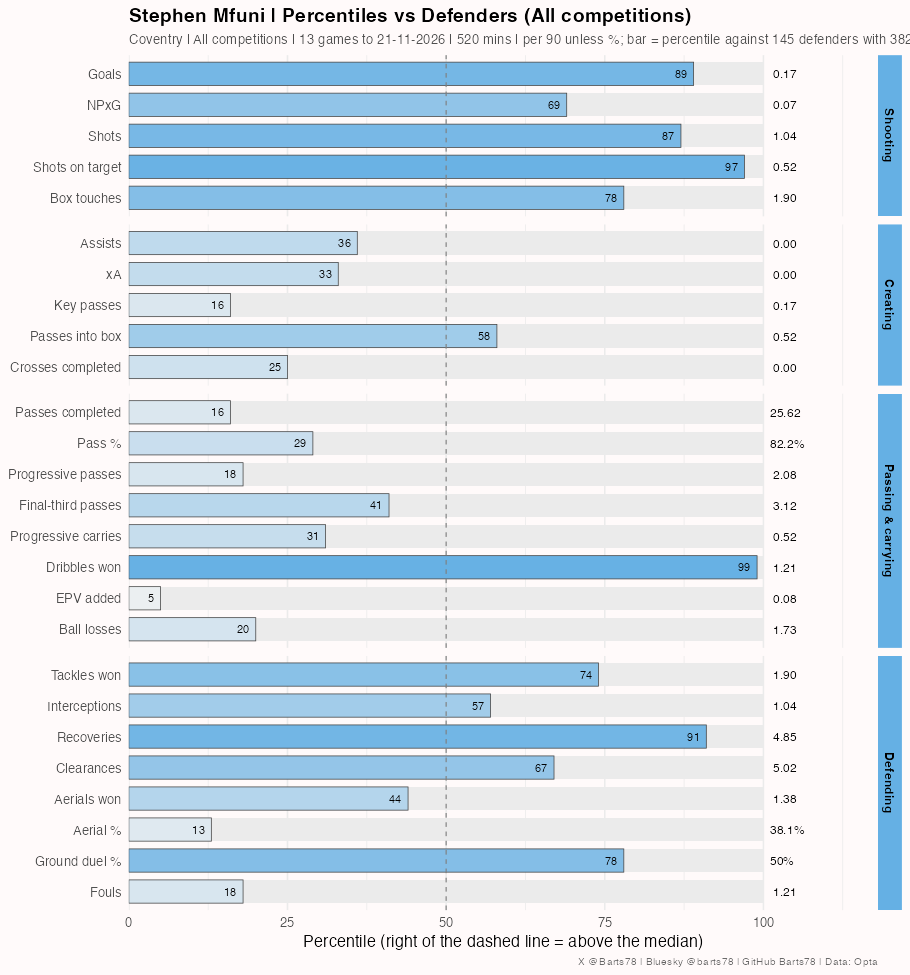 Stephen Mfuni | Percentiles vs Defenders (All competitions)
Coventry | All competitions | 13 games to 21-11-2026 | 520 mins | per 90 unless %; bar = percentile against 145 defenders with 382
Shooting
Goals 89 0.17
NPxG 69 0.07
Shots 87 1.04
Shots on target 97 0.52
Box touches 78 1.90
Creating
Assists 36 0.00
xA 33 0.00
Key passes 16 0.17
Passes into box 58 0.52
Crosses completed 25 0.00
Passing & carrying
Passes completed 16 25.62
Pass % 29 82.2%
Progressive passes 18 2.08
Final-third passes 41 3.12
Progressive carries 31 0.52
Dribbles won 99 1.21
EPV added 5 0.08
Ball losses 20 1.73
Defending
Tackles won 74 1.90
Interceptions 57 1.04
Recoveries 91 4.85
Clearances 67 5.02
Aerials won 44 1.38
Aerial % 13 38.1%
Ground duel % 78 50%
Fouls 18 1.21
0 25 50 75 100
Percentile (right of the dashed line = above the median)
X @Barts78 | Bluesky @barts78 | GitHub Barts78 | Data: Opta